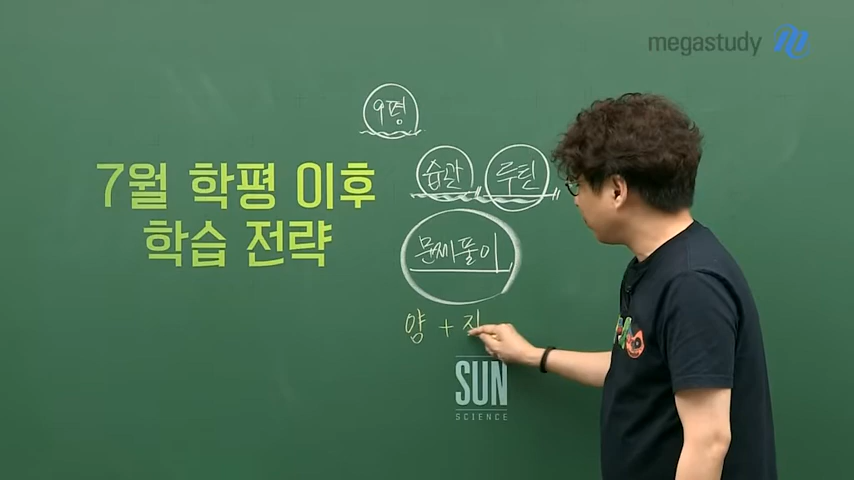 megastudy
9평
7월 학평 이후
학습 전략
습관 루틴
문제풀이
양 +
SUN
SCIENCE